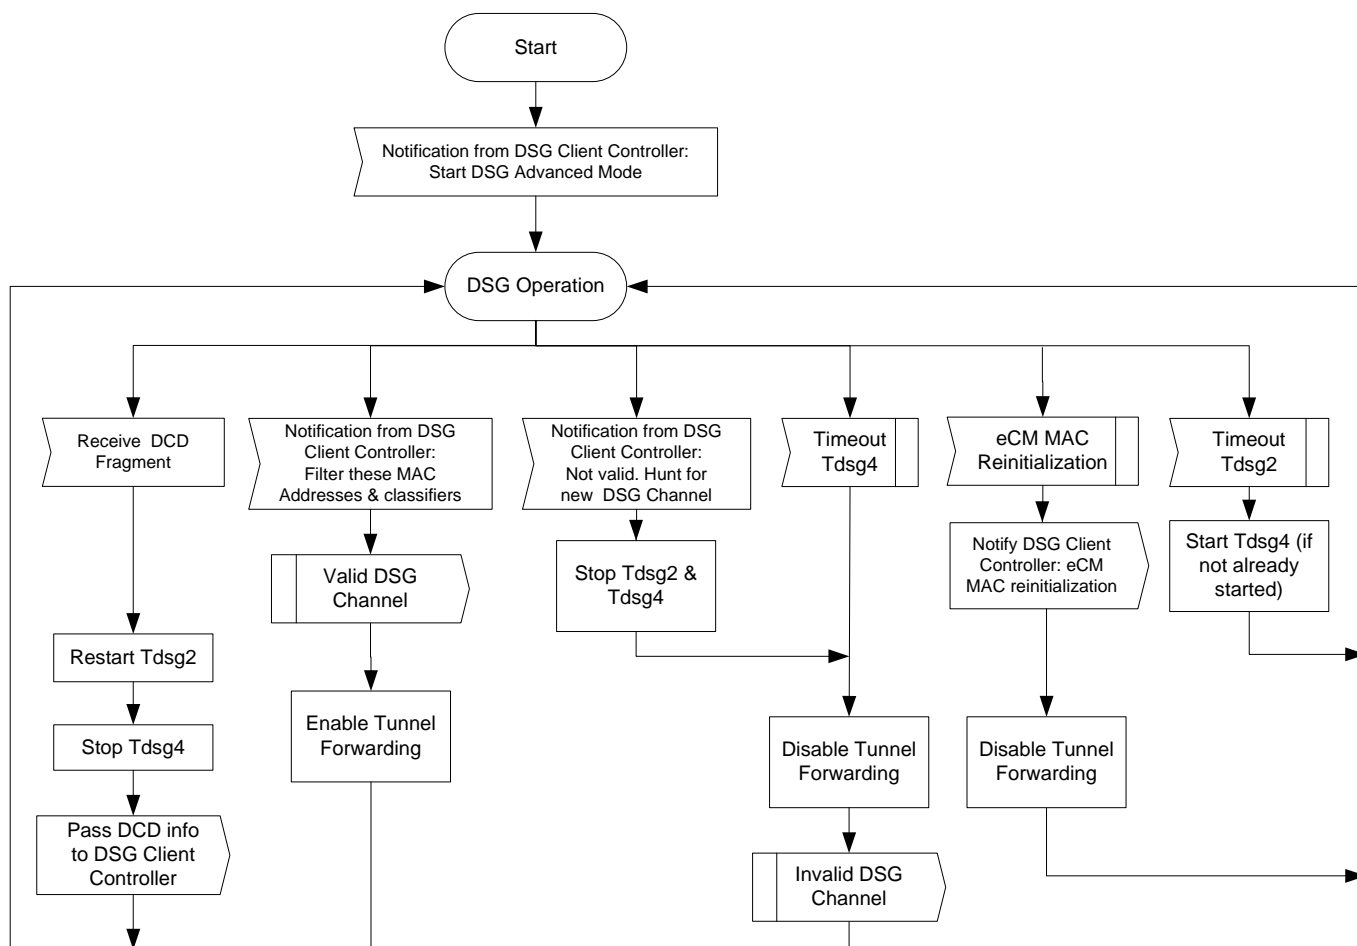 Start
Notification from DSG Client Controller:
Start DSG Advanced Mode
DSG Operation
Receive DCD
Fragment
Restart Tdsg2
Stop Tdsg4
Pass DCD info
to DSG Client
Controller
Notification from DSG
Client Controller:
Filter these MAC
Addresses & classifiers
Valid DSG
Channel
Enable Tunnel
Forwarding
Notification from DSG
Client Controller:
Not valid. Hunt for
new DSG Channel
Stop Tdsg2 &
Tdsg4
Timeout
Tdsg4
Disable Tunnel
Forwarding
Invalid DSG
Channel
eCM MAC
Reinitialization
Notify DSG Client
Controller: eCM
MAC reinitialization
Disable Tunnel
Forwarding
Timeout
Tdsg2
Start Tdsg4 (if
not already
started)